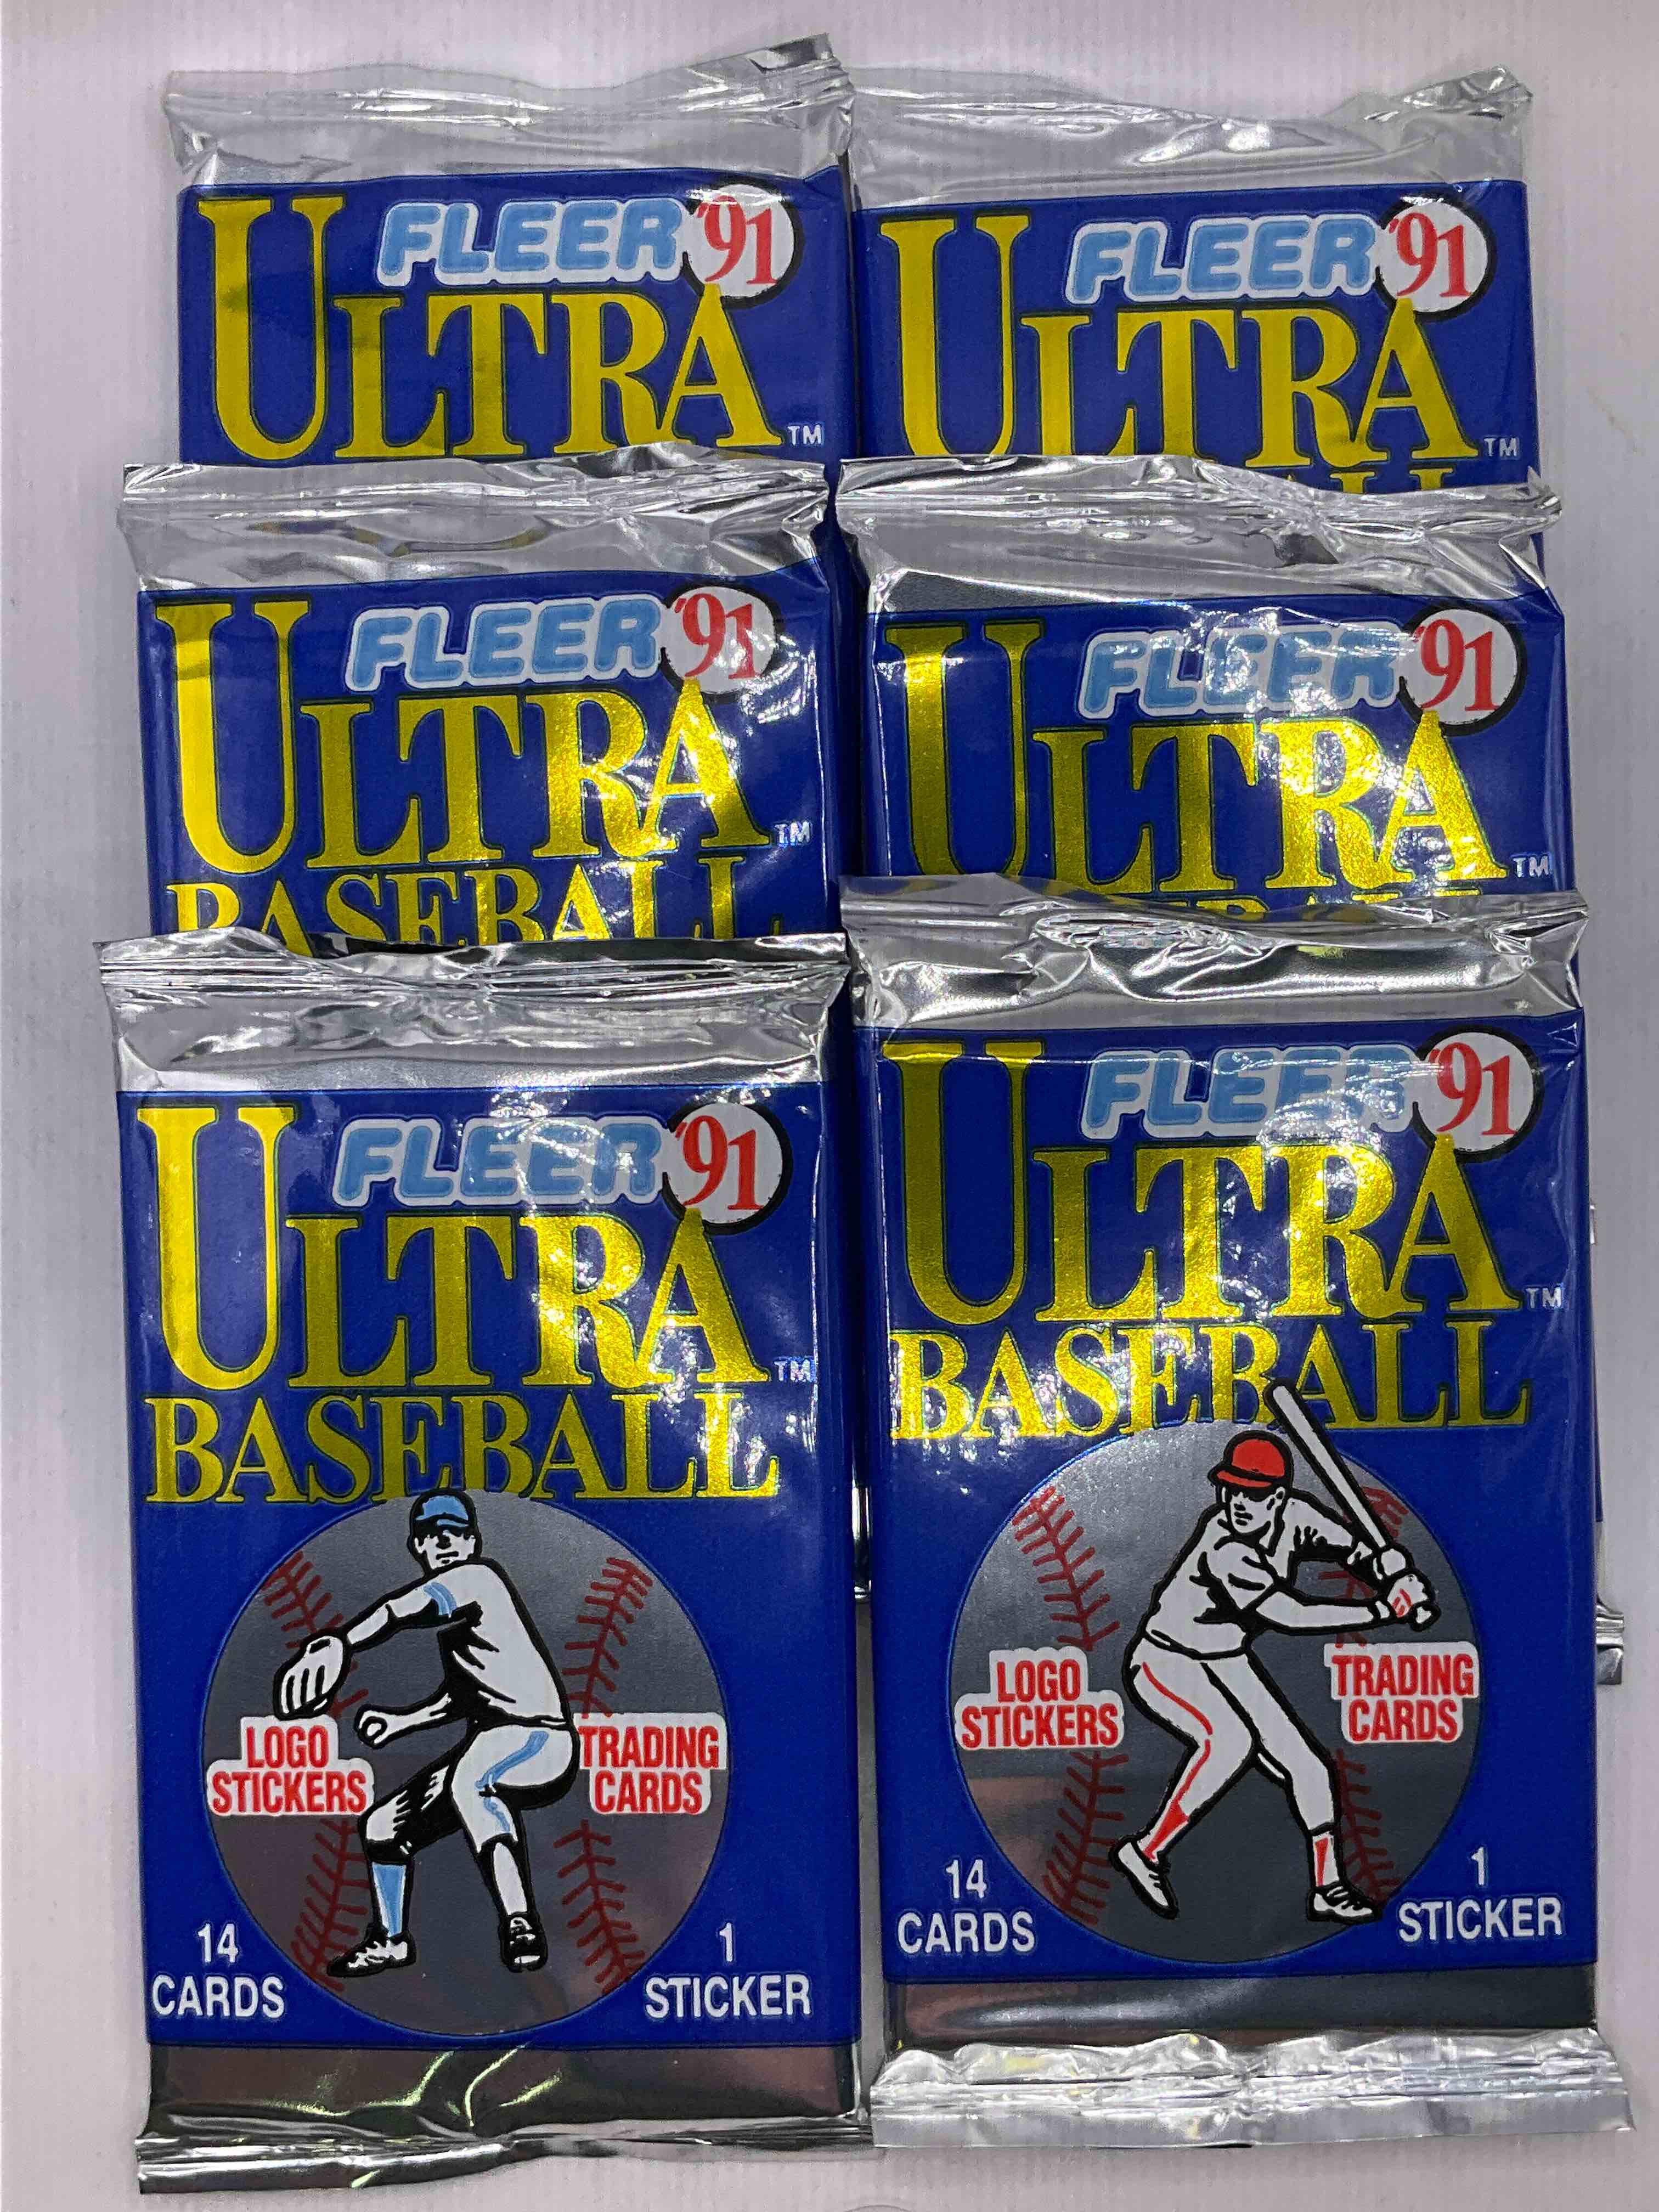 FLEER '91
ULTRA™
FLEER '91
ULTRA™
FLEER '91
ULTRA™
BASEBALL
FLEER '91
ULTRA™
FLEER '91
ULTRA™
BASEBALL
LOGO
STICKERS
TRADING
CARDS
14
CARDS
1
STICKER
FLEER '91
ULTRA™
BASEBALL
LOGO
STICKERS
TRADING
CARDS
14
CARDS
1
STICKER